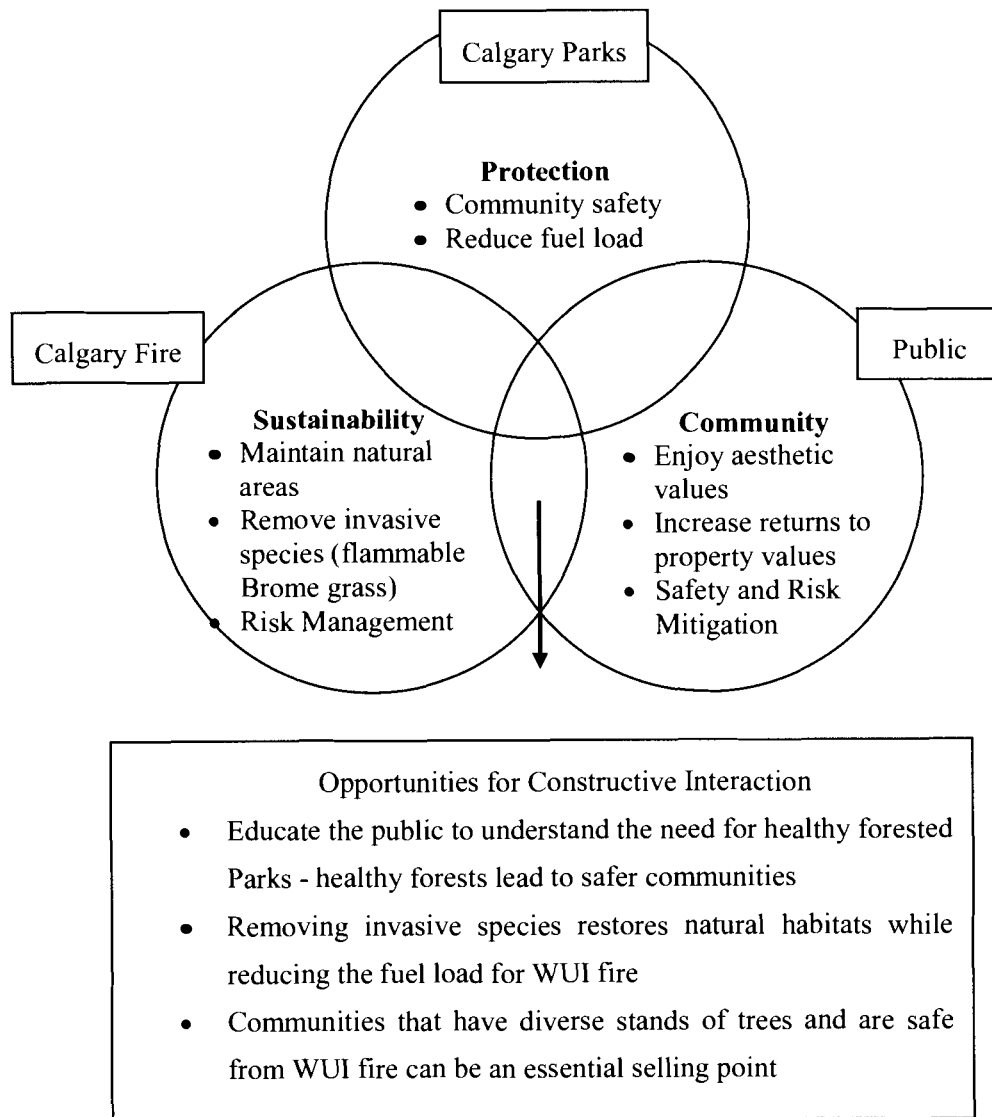 Calgary Parks
Protection
• Community safety
• Reduce fuel load
Calgary Fire
Public
Sustainability
• Maintain natural
areas
• Remove invasive
species (flammable
Brome grass)
• Risk Management
Community
• Enjoy aesthetic
values
• Increase returns to
property values
• Safety and Risk
Mitigation
Opportunities for Constructive Interaction
• Educate the public to understand the need for healthy forested
Parks - healthy forests lead to safer communities
• Removing invasive species restores natural habitats while
reducing the fuel load for WUI fire
• Communities that have diverse stands of trees and are safe
from WUI fire can be an essential selling point